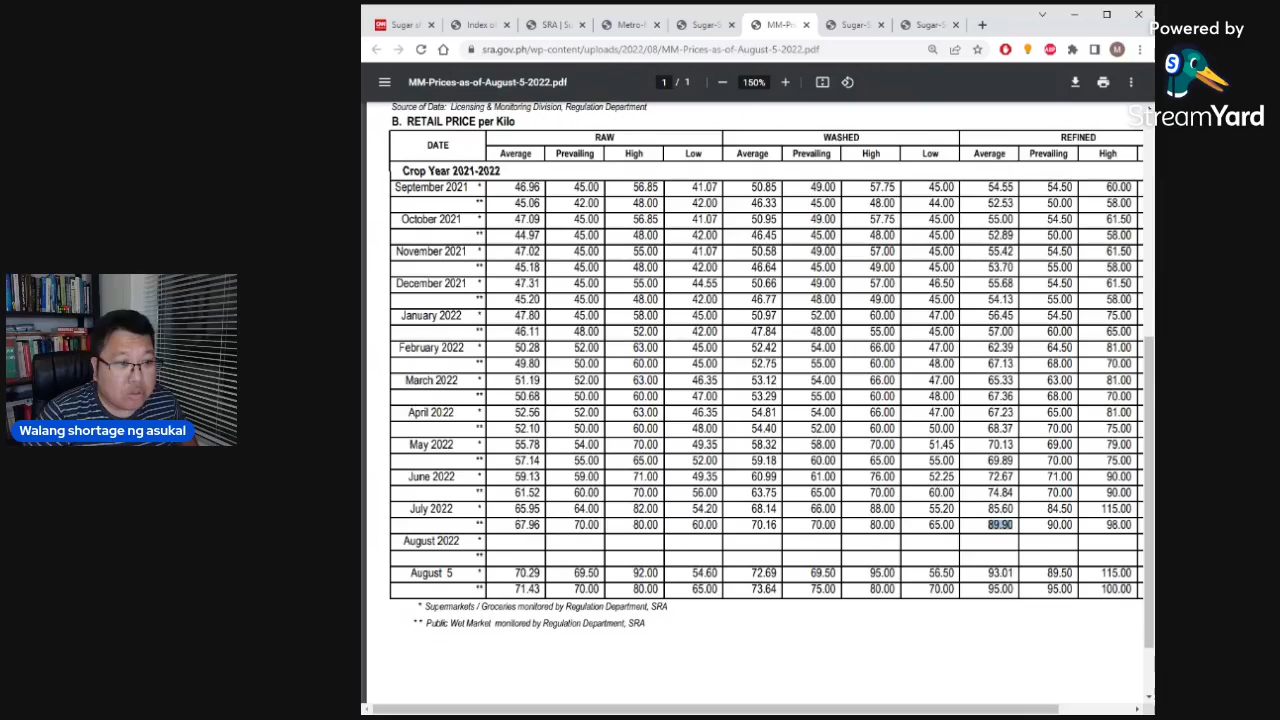 Sugar sh
Index of
SRA | Su
Metro-M
Sugar-S
MM-Pri
Sugar-S
Sugar-S
sra.gov.ph/wp-content/uploads/2022/08/MM-Prices-as-of-August-5-2022.pdf
MM-Prices-as-of-August-5-2022.pdf 1 / 1 150%
Powered by
StreamYard
Source of Data: Licensing & Monitoring Division, Regulation Department
B. RETAIL PRICE per Kilo
DATE RAW WASHED REFINED
Average Prevailing High Low Average Prevailing High Low Average Prevailing High
Crop Year 2021-2022
September 2021 * 46.96 45.00 56.85 41.07 50.85 49.00 57.75 45.00 54.55 54.50 60.00
** 45.06 42.00 48.00 42.00 46.33 45.00 48.00 44.00 52.53 50.00 58.00
October 2021 * 47.09 45.00 56.85 41.07 50.95 49.00 57.75 45.00 55.00 54.50 61.50
** 44.97 45.00 48.00 42.00 46.45 45.00 48.00 45.00 52.89 50.00 58.00
November 2021 * 47.02 45.00 55.00 41.07 50.58 49.00 57.00 45.00 55.42 54.50 61.50
** 45.18 45.00 48.00 42.00 46.64 45.00 49.00 45.00 53.70 55.00 58.00
December 2021 * 47.31 45.00 55.00 44.55 50.66 49.00 57.00 46.50 55.68 54.50 61.50
** 45.20 45.00 48.00 42.00 46.77 48.00 49.00 45.00 54.13 55.00 58.00
January 2022 * 47.80 45.00 58.00 45.00 50.97 52.00 60.00 47.00 56.45 54.50 75.00
** 46.11 48.00 52.00 42.00 47.84 48.00 55.00 45.00 57.00 60.00 65.00
February 2022 * 50.28 52.00 63.00 45.00 52.42 54.00 66.00 47.00 62.39 64.50 81.00
** 49.80 50.00 60.00 45.00 52.75 55.00 60.00 48.00 67.13 68.00 70.00
March 2022 * 51.19 52.00 63.00 46.35 53.12 54.00 66.00 47.00 65.33 63.00 81.00
** 50.68 50.00 60.00 47.00 53.29 55.00 60.00 48.00 67.36 68.00 70.00
April 2022 * 52.56 52.00 63.00 46.35 54.81 54.00 66.00 47.00 67.23 65.00 81.00
** 52.10 50.00 60.00 48.00 54.40 52.00 60.00 50.00 68.37 70.00 75.00
May 2022 * 55.78 54.00 70.00 49.35 58.32 58.00 70.00 51.45 70.13 69.00 79.00
** 57.14 55.00 65.00 52.00 59.18 60.00 65.00 55.00 69.89 70.00 75.00
June 2022 * 59.13 59.00 71.00 49.35 60.99 61.00 76.00 52.25 72.67 71.00 90.00
** 61.52 60.00 70.00 56.00 63.75 65.00 70.00 60.00 74.84 70.00 90.00
July 2022 * 65.95 64.00 82.00 54.20 68.14 66.00 88.00 55.20 85.60 84.50 115.00
** 67.96 70.00 80.00 60.00 70.16 70.00 80.00 65.00 89.90 90.00 98.00
August 2022 *
**
August 5 * 70.29 69.50 92.00 54.60 72.69 69.50 95.00 56.50 93.01 89.50 115.00
** 71.43 70.00 80.00 65.00 73.64 75.00 80.00 70.00 95.00 95.00 100.00
* Supermarkets / Groceries monitored by Regulation Department, SRA
** Public Wet Market monitored by Regulation Department, SRA
Walang shortage ng asukal